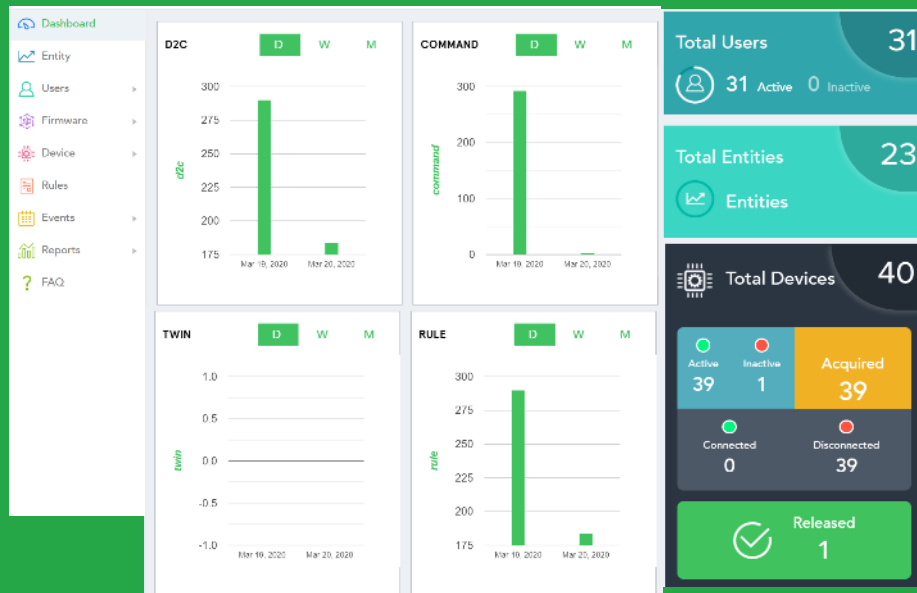 Dashboard
Entity
Users
Firmware
Device
Rules
Events
Reports
FAQ
D2C
D W M
300
275
250
225
200
175
d2c
Mar 19, 2020 Mar 20, 2020
COMMAND
D W M
300
200
100
0
command
Mar 19, 2020 Mar 20, 2020
TWIN
D W M
1.0
0.5
0.0
-0.5
-1.0
twin
Mar 19, 2020 Mar 20, 2020
RULE
D W M
300
275
250
225
200
175
rule
Mar 19, 2020 Mar 20, 2020
Total Users 31
31 Active 0 Inactive
Total Entities 23
Entities
Total Devices 40
Active Inactive
39 1
Acquired
39
Connected Disconnected
0 39
Released
1